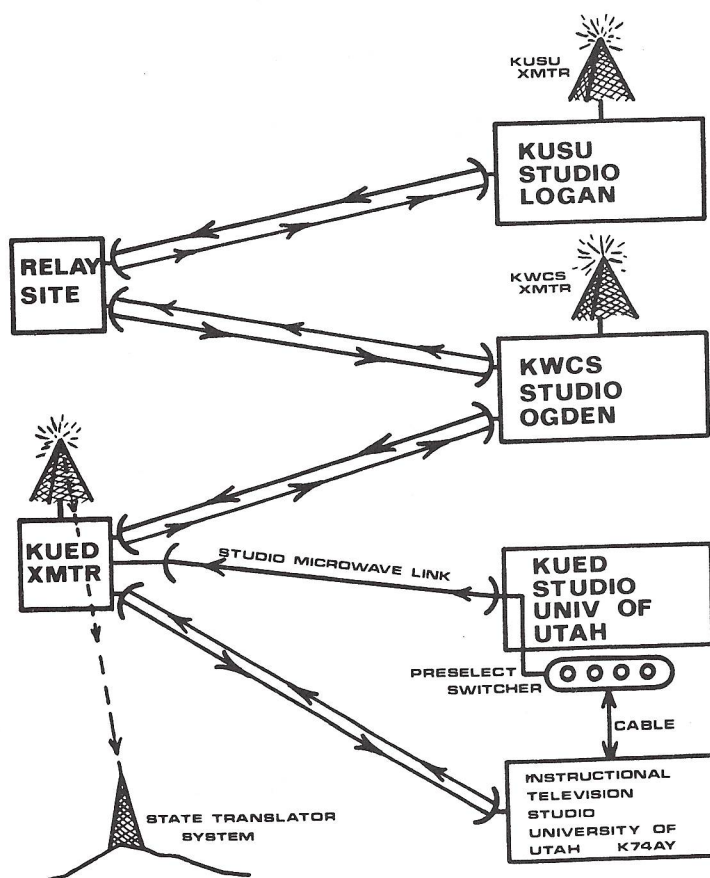 KUSU
XMTR
KUSU
STUDIO
LOGAN
RELAY
SITE
KWCS
XMTR
KWCS
STUDIO
OGDEN
KUED
XMTR
STUDIO MICROWAVE LINK
KUED
STUDIO
UNIV OF
UTAH
PRESELECT
SWITCHER
CABLE
STATE TRANSLATOR
SYSTEM
INSTRUCTIONAL
TELEVISION
STUDIO
UNIVERSITY OF
UTAH K74AY